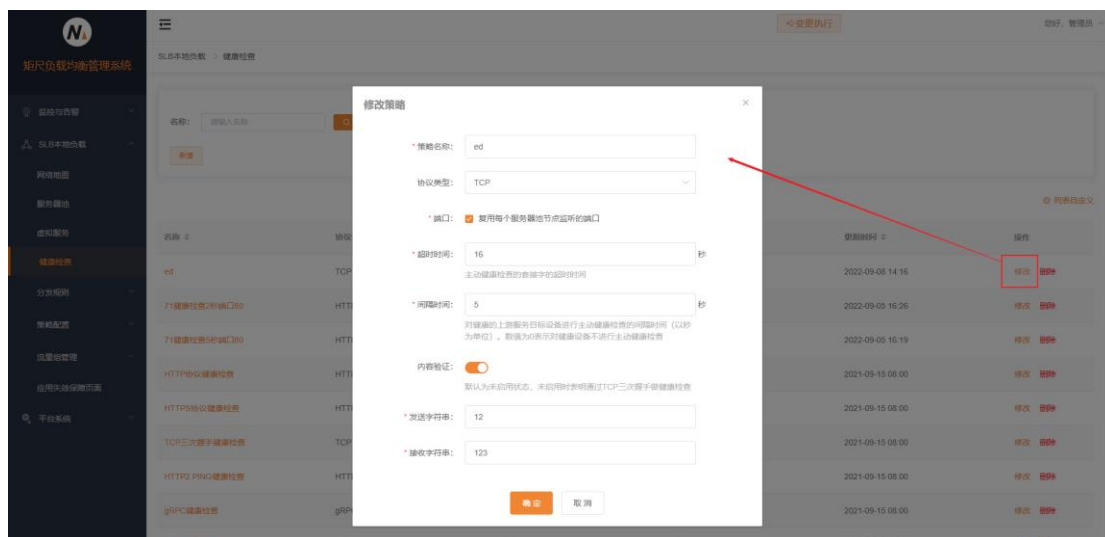 矩尺负载均衡管理系统
监控与告警
SLB本地负载
网络地图
服务器池
虚拟服务
健康检查
分发规则
策略配置
流量组管理
应用失效保障页面
平台系统
变更执行
您好，管理员
SLB本地负载 > 健康检查
名称： 请输入名称
新增
列表自定义
名称 协议 更新时间 操作
ed TCP 2022-09-08 14:16 修改 删除
71健康检查2秒端口80 HTT 2022-09-05 16:26 修改 删除
71健康检查5秒端口80 HTT 2022-09-05 16:19 修改 删除
HTTP协议健康检查 HTT 2021-09-15 08:00 修改 删除
HTTPS协议健康检查 HTT 2021-09-15 08:00 修改 删除
TCP三次握手健康检查 TCP 2021-09-15 08:00 修改 删除
HTTP2 PING健康检查 HTT 2021-09-15 08:00 修改 删除
gRPC健康检查 gRP 2021-09-15 08:00 修改 删除
修改策略
* 策略名称： ed
协议类型： TCP
* 端口： 复用每个服务器池节点监听的端口
* 超时时间： 16 秒
主动健康检查的套接字的超时时间
* 间隔时间： 5 秒
对健康的上游服务目标设备进行主动健康检查的间隔时间（以秒
为单位）。数值为0表示对健康设备不进行主动健康检查
内容验证：
默认为未启用状态、未启用时表明通过TCP三次握手做健康检查
* 发送字符串： 12
* 接收字符串： 123
确 定
取 消